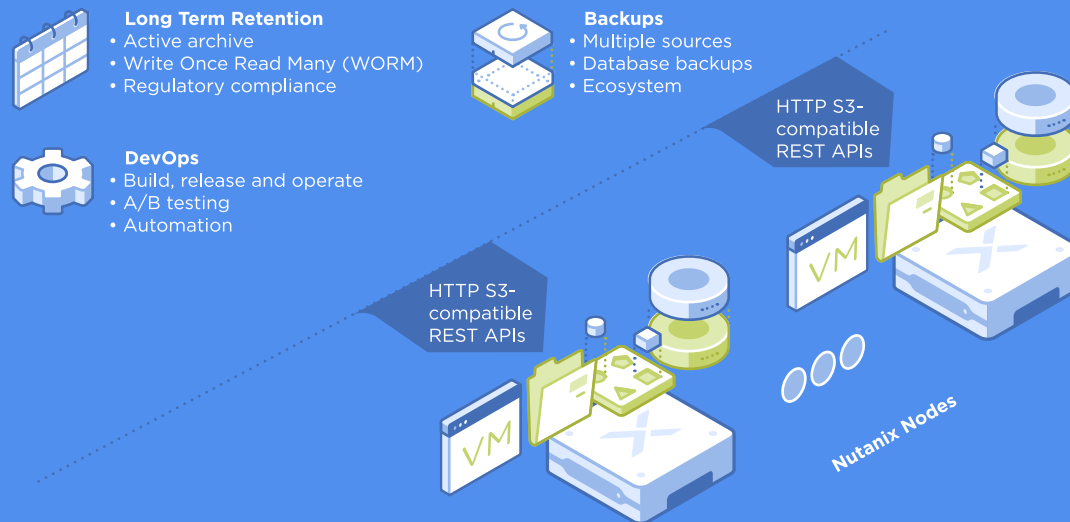 Long Term Retention
• Active archive
• Write Once Read Many (WORM)
• Regulatory compliance
Backups
• Multiple sources
• Database backups
• Ecosystem
DevOps
• Build, release and operate
• A/B testing
• Automation
HTTP S3-
compatible
REST APIs
VM
HTTP S3-
compatible
REST APIs
VM
Nutanix Nodes